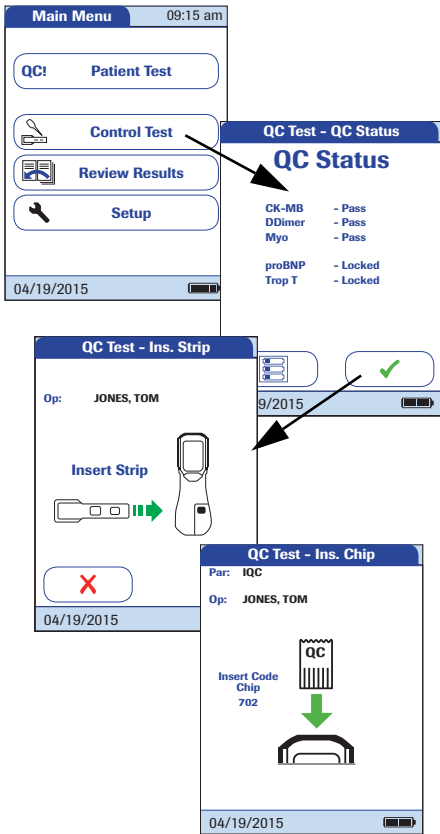 Main Menu 09:15 am
QC! Patient Test
Control Test
Review Results
Setup
04/19/2015
QC Test - QC Status
QC Status
CK-MB - Pass
DDimer - Pass
Myo - Pass
proBNP - Locked
Trop T - Locked
9/2015
QC Test - Ins. Strip
Op: JONES, TOM
Insert Strip
04/19/2015
QC Test - Ins. Chip
Par: IQC
Op: JONES, TOM
QC
Insert Code
Chip
702
04/19/2015